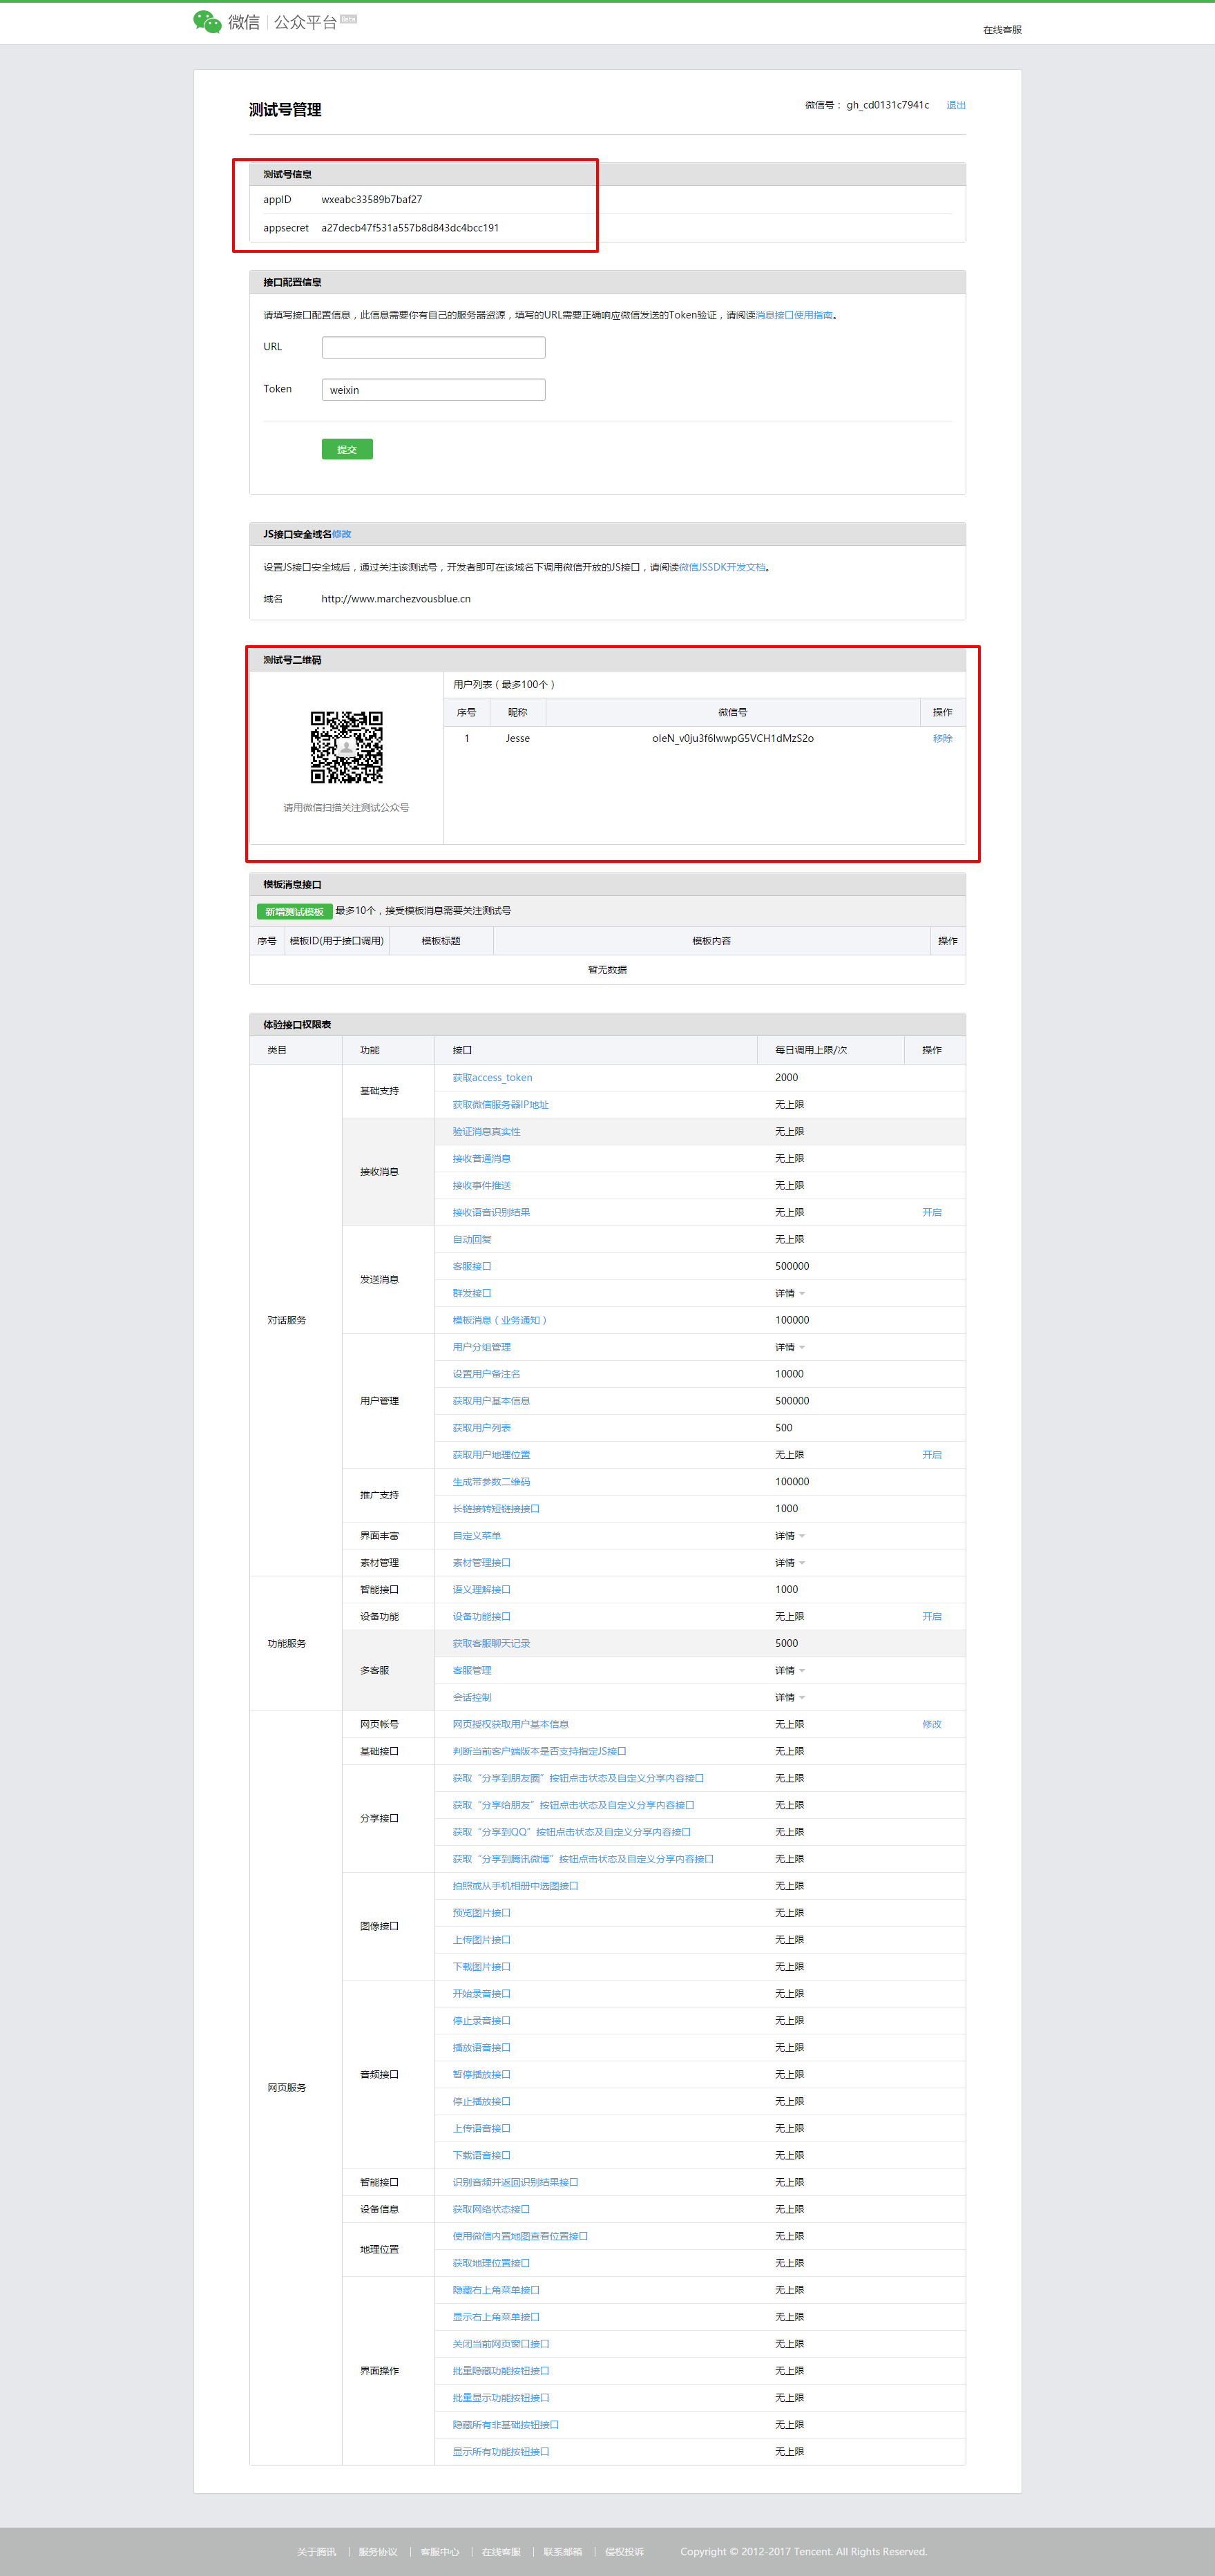 微信 公众平台 Beta
在线客服
测试号管理
微信号： gh_cd0131c7941c 退出
测试号信息
appID wxeabc33589b7baf27
appsecret a27decb47f531a557b8d843dc4bcc191
接口配置信息
请填写接口配置信息，此信息需要你有自己的服务器资源，填写的URL需要正确响应微信发送的Token验证，请阅读消息接口使用指南。
URL
Token weixin
提交
JS接口安全域名修改
设置JS接口安全域后，通过关注该测试号，开发者即可在该域名下调用微信开放的JS接口，请阅读微信JSSDK开发文档。
域名 http://www.marchezvousblue.cn
测试号二维码
用户列表（最多100个）
序号 昵称 微信号 操作
1 Jesse oIeN_v0ju3f6IwwpG5VCH1dMzS2o 移除
请用微信扫描关注测试公众号
模板消息接口
新增测试模板 最多10个，接受模板消息需要关注测试号
序号 模板ID(用于接口调用) 模板标题 模板内容 操作
暂无数据
体验接口权限表
类目 功能 接口 每日调用上限/次 操作
对话服务 基础支持 获取access_token 2000
获取微信服务器IP地址 无上限
接收消息 验证消息真实性 无上限
接收普通消息 无上限
接收事件推送 无上限
接收语音识别结果 无上限 开启
发送消息 自动回复 无上限
客服接口 500000
群发接口 详情
模板消息（业务通知） 100000
用户管理 用户分组管理 详情
设置用户备注名 10000
获取用户基本信息 500000
获取用户列表 500
获取用户地理位置 无上限 开启
推广支持 生成带参数二维码 100000
长链接转短链接接口 1000
界面丰富 自定义菜单 详情
素材管理 素材管理接口 详情
功能服务 智能接口 语义理解接口 1000
设备功能 设备功能接口 无上限 开启
多客服 获取客服聊天记录 5000
客服管理 详情
会话控制 详情
网页服务 网页帐号 网页授权获取用户基本信息 无上限 修改
基础接口 判断当前客户端版本是否支持指定JS接口 无上限
分享接口 获取“分享到朋友圈”按钮点击状态及自定义分享内容接口 无上限
获取“分享给朋友”按钮点击状态及自定义分享内容接口 无上限
获取“分享到QQ”按钮点击状态及自定义分享内容接口 无上限
获取“分享到腾讯微博”按钮点击状态及自定义分享内容接口 无上限
图像接口 拍照或从手机相册中选图接口 无上限
预览图片接口 无上限
上传图片接口 无上限
下载图片接口 无上限
音频接口 开始录音接口 无上限
停止录音接口 无上限
播放语音接口 无上限
暂停播放接口 无上限
停止播放接口 无上限
上传语音接口 无上限
下载语音接口 无上限
智能接口 识别音频并返回识别结果接口 无上限
设备信息 获取网络状态接口 无上限
地理位置 使用微信内置地图查看位置接口 无上限
获取地理位置接口 无上限
界面操作 隐藏右上角菜单接口 无上限
显示右上角菜单接口 无上限
关闭当前网页窗口接口 无上限
批量隐藏功能按钮接口 无上限
批量显示功能按钮接口 无上限
隐藏所有非基础按钮接口 无上限
显示所有功能按钮接口 无上限
关于腾讯 | 服务协议 | 客服中心 | 在线客服 | 联系邮箱 | 侵权投诉 Copyright © 2012-2017 Tencent. All Rights Reserved.